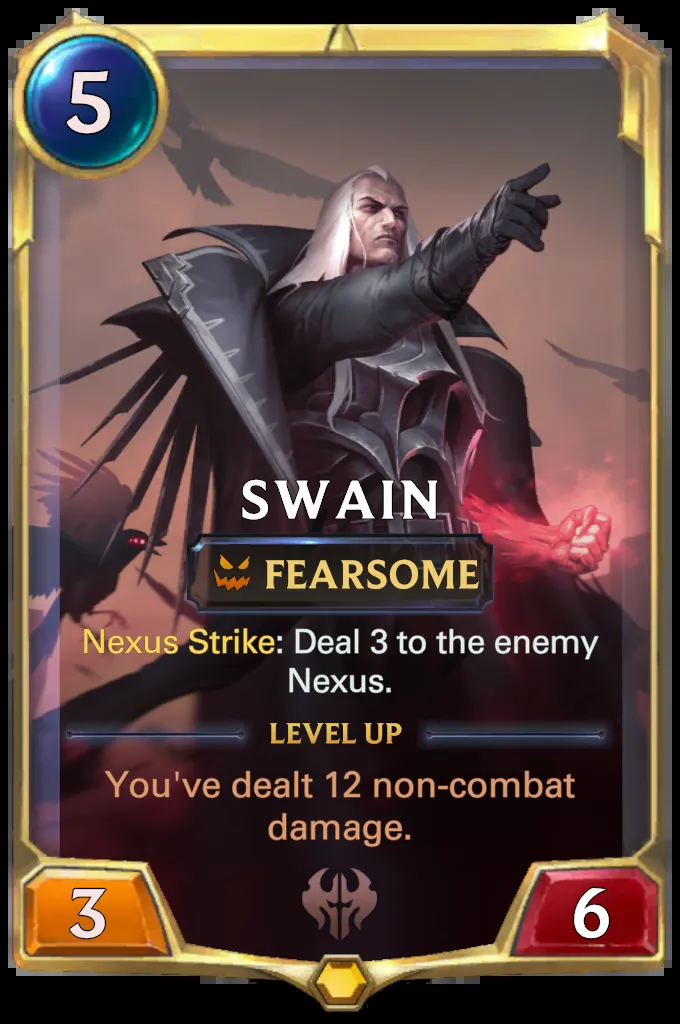 5
SWAIN
FEARSOME
Nexus Strike: Deal 3 to the enemy
Nexus.
LEVEL UP
You've dealt 12 non-combat
damage.
3
6